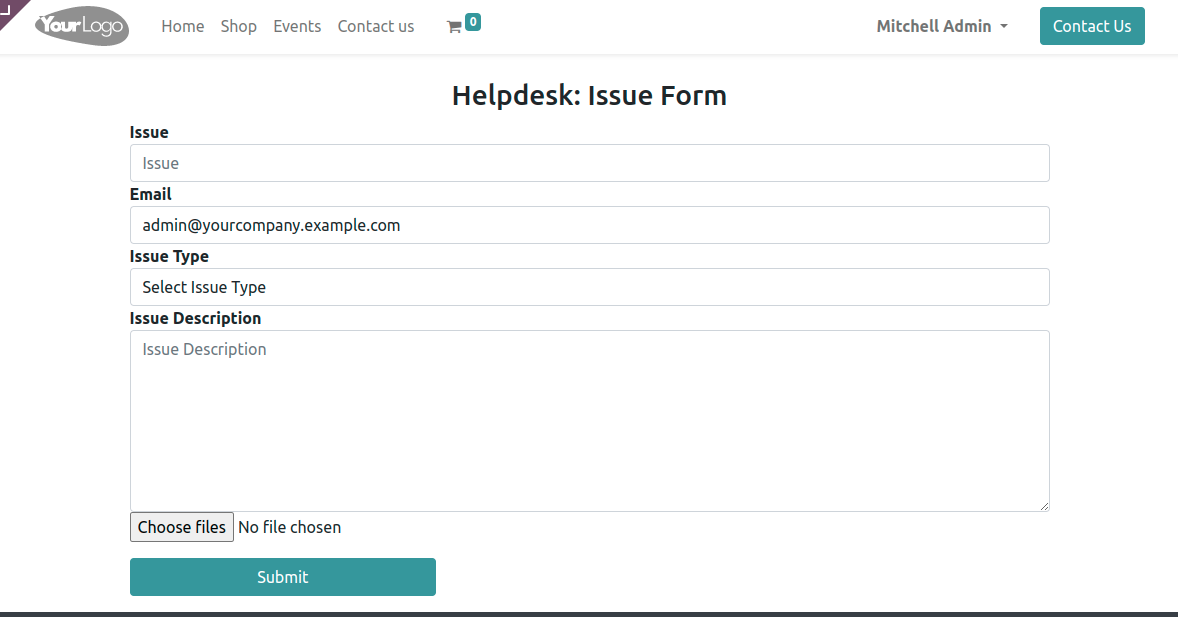 YourLogo Home Shop Events Contact us 0 Mitchell Admin Contact Us
Helpdesk: Issue Form
Issue
Issue
Email
admin@yourcompany.example.com
Issue Type
Select Issue Type
Issue Description
Issue Description
Choose files No file chosen
Submit